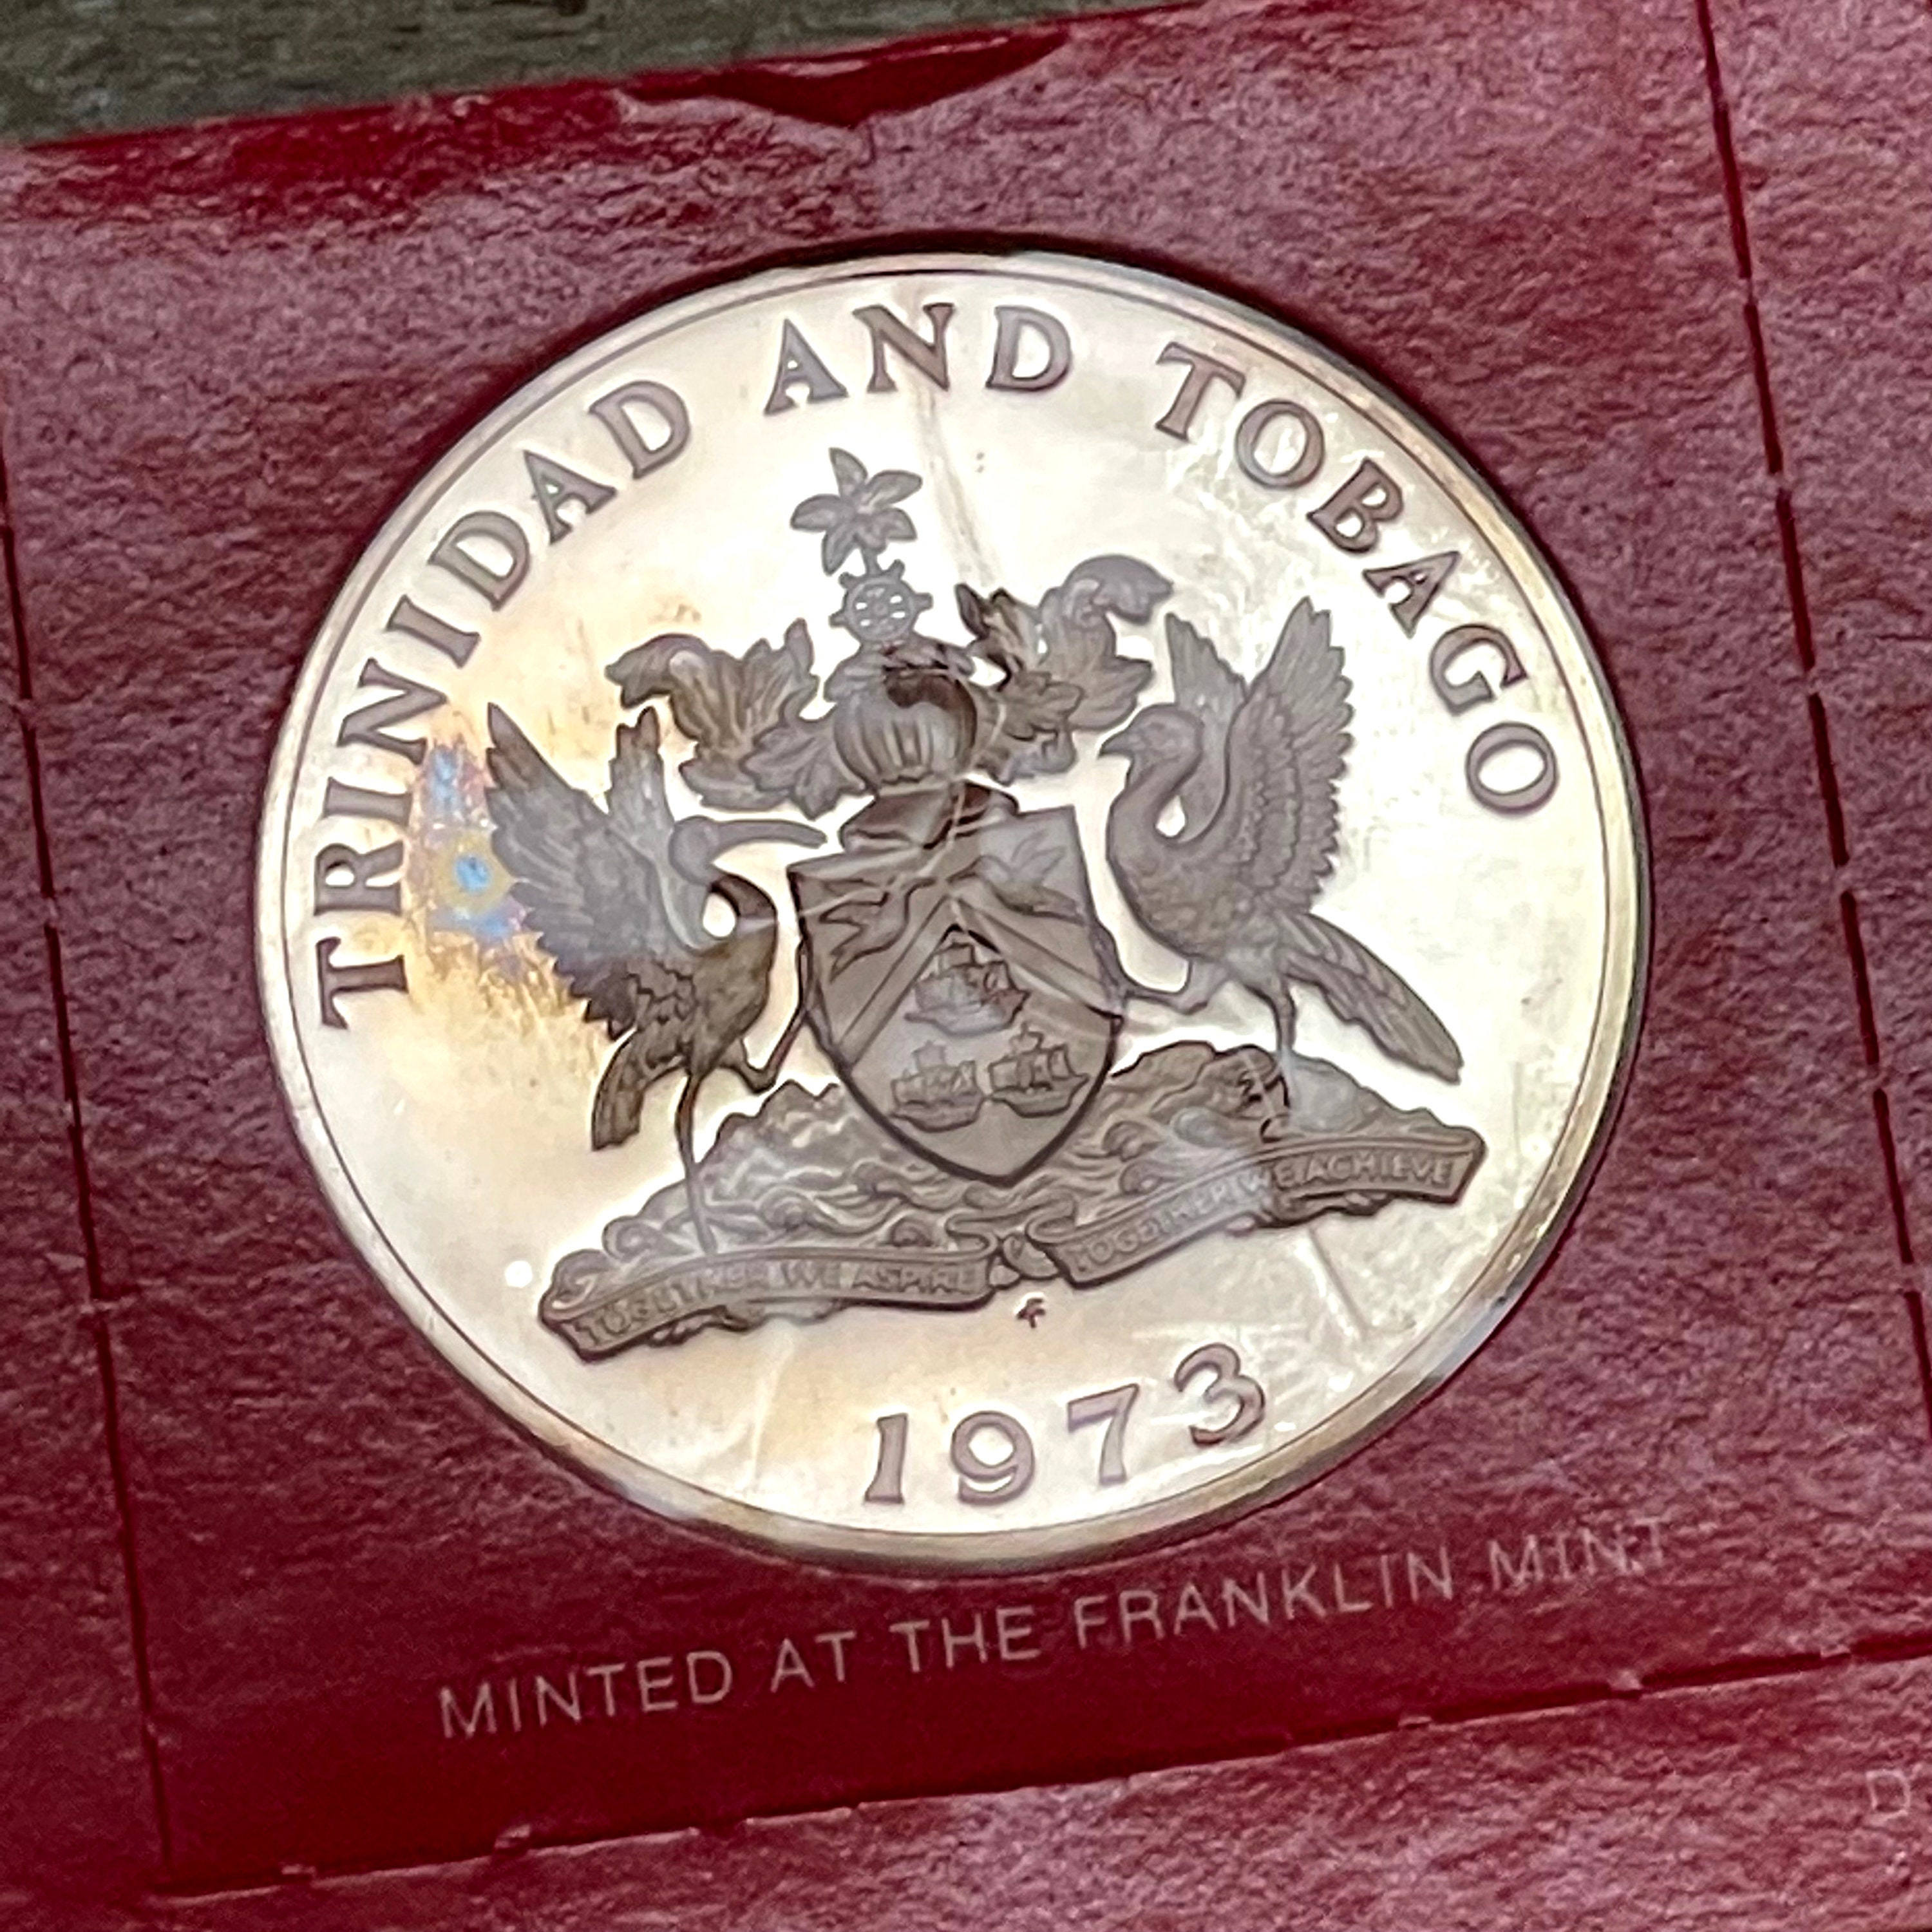 TRINIDAD AND TOBAGO
TOGETHER WE ASPIRE
TOGETHER WE ACHIEVE
1973
MINTED AT THE FRANKLIN MINT
D